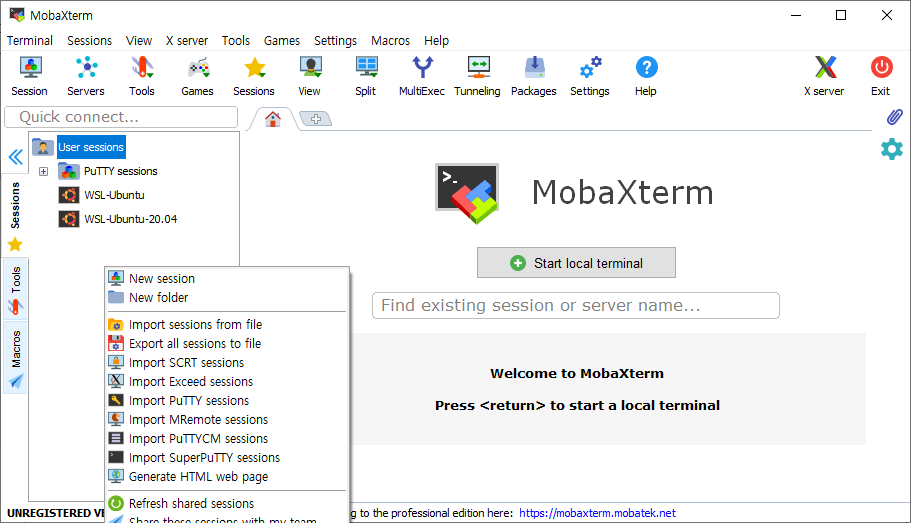 MobaXterm
Terminal Sessions View X server Tools Games Settings Macros Help
Session Servers Tools Games Sessions View Split MultiExec Tunneling Packages Settings Help X server Exit
Quick connect...
User sessions
PuTTY sessions
WSL-Ubuntu
WSL-Ubuntu-20.04
Sessions
Tools
Macros
>_
MobaXterm
Start local terminal
Find existing session or server name...
Welcome to MobaXterm
Press <return> to start a local terminal
New session
New folder
Import sessions from file
Export all sessions to file
Import SCRT sessions
Import Exceed sessions
Import PuTTY sessions
Import MRemote sessions
Import PuTTYCM sessions
Import SuperPuTTY sessions
Generate HTML web page
Refresh shared sessions
Share these sessions with my team
UNREGISTERED VE g to the professional edition here: https://mobaxterm.mobatek.net